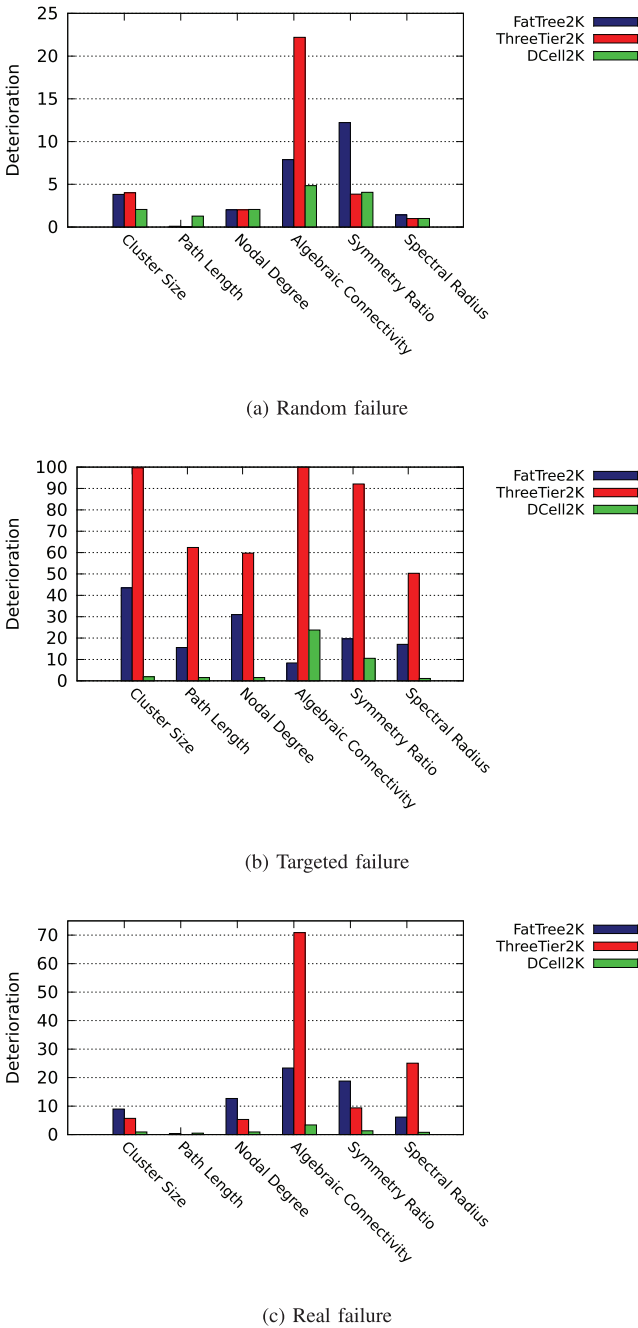 25
20
15
10
5
0
Deterioration
FatTree2K
ThreeTier2K
DCell2K
Cluster Size
Path Length
Nodal Degree
Algebraic Connectivity
Symmetry Ratio
Spectral Radius
(a) Random failure
100
90
80
70
60
50
40
30
20
10
0
Deterioration
FatTree2K
ThreeTier2K
DCell2K
Cluster Size
Path Length
Nodal Degree
Algebraic Connectivity
Symmetry Ratio
Spectral Radius
(b) Targeted failure
70
60
50
40
30
20
10
0
Deterioration
FatTree2K
ThreeTier2K
DCell2K
Cluster Size
Path Length
Nodal Degree
Algebraic Connectivity
Symmetry Ratio
Spectral Radius
(c) Real failure